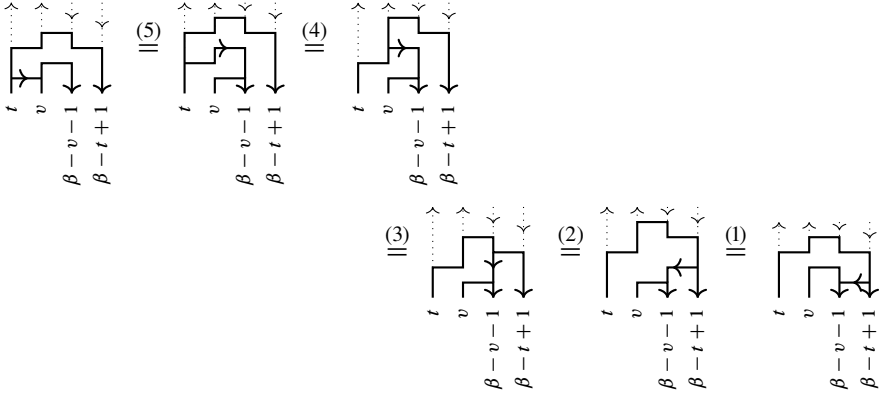 (5) (4)
t v β − v − 1 β − t + 1 t v β − v − 1 β − t + 1 t v β − v − 1 β − t + 1
(3) (2) (1)
t v β − v − 1 β − t + 1 t v β − v − 1 β − t + 1 t v β − v − 1 β − t + 1